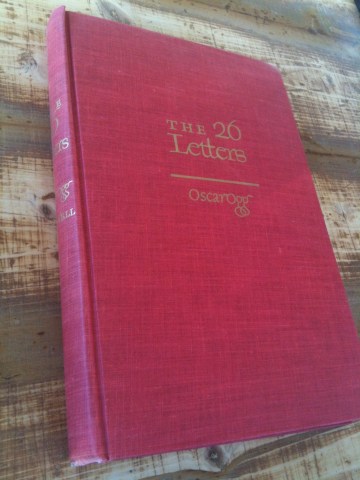 THE 26
Letters
Oscar Ogg